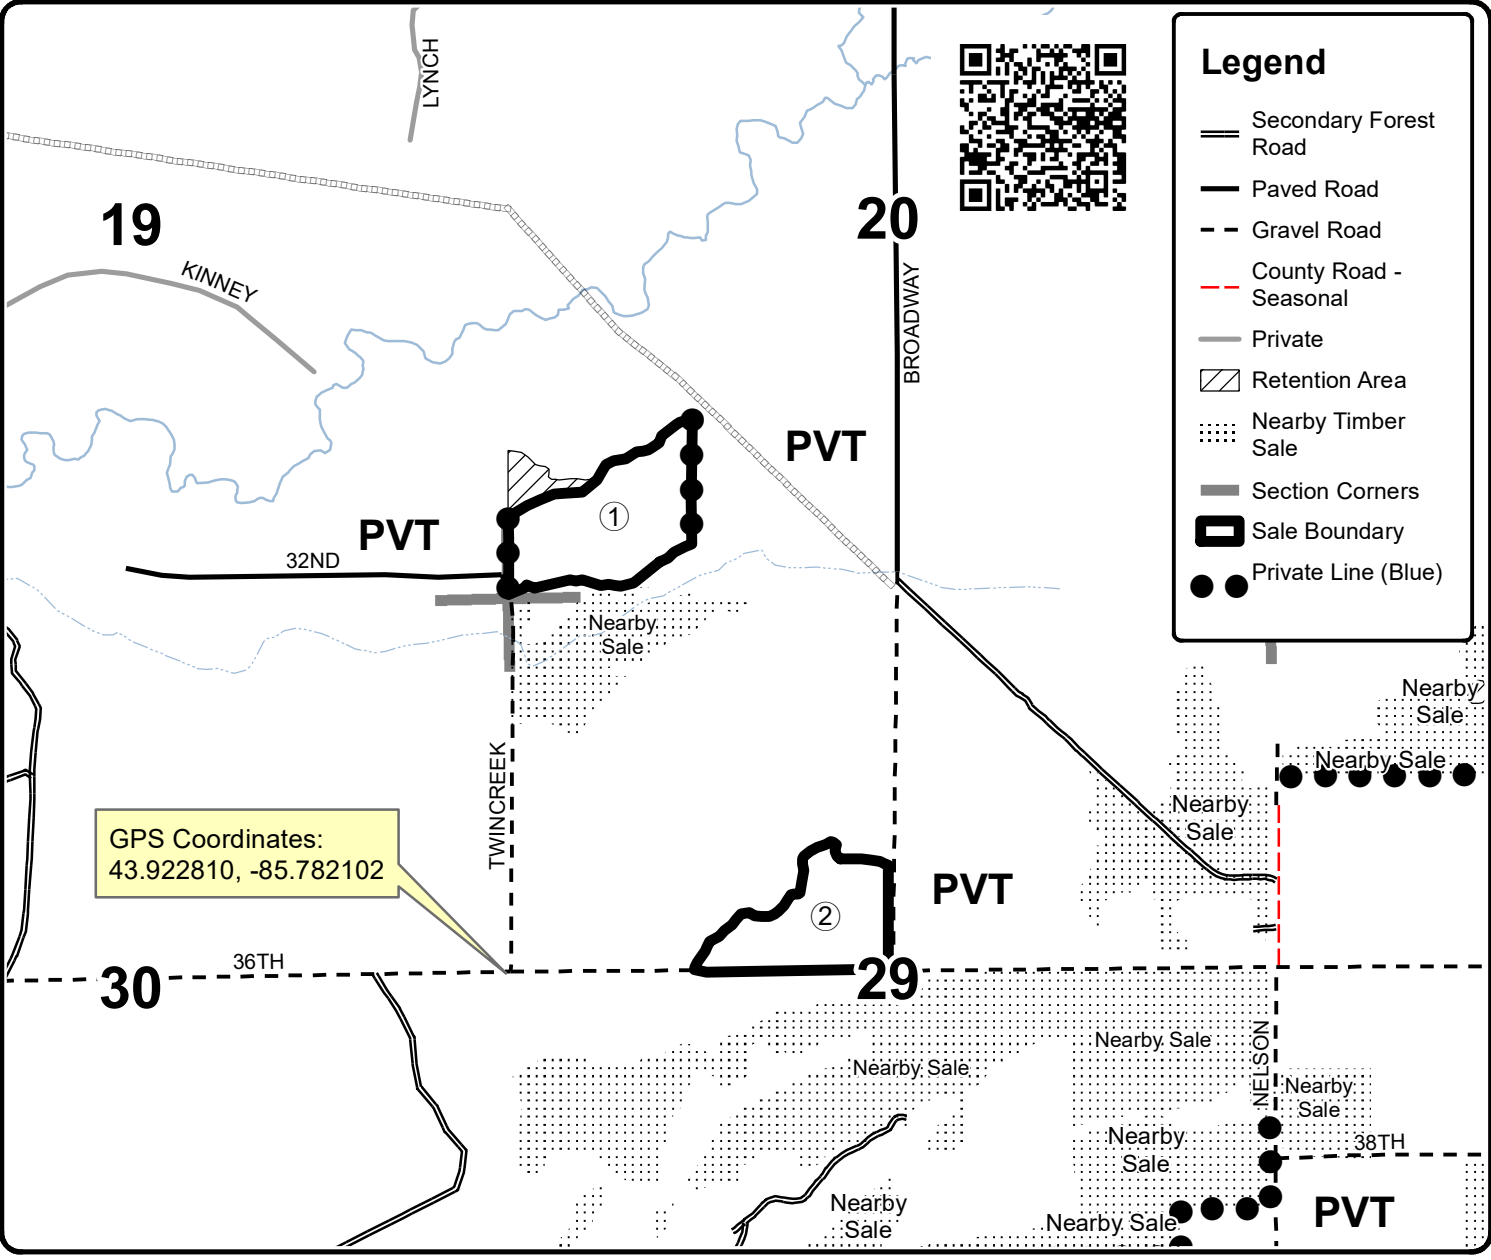 LYNCH
19
KINNEY
20
BROADWAY
Legend
Secondary Forest
Road
Paved Road
Gravel Road
County Road -
Seasonal
Private
Retention Area
Nearby Timber
Sale
Section Corners
Sale Boundary
Private Line (Blue)
PVT
PVT
1
32ND
Nearby
Sale
Nearby
Sale
Nearby Sale
Nearby
Sale
TWINCREEK
GPS Coordinates:
43.922810, -85.782102
PVT
2
36TH
30
29
NELSON
Nearby Sale
Nearby Sale
Nearby
Sale
38TH
Nearby
Sale
Nearby
Sale
Nearby Sale
PVT